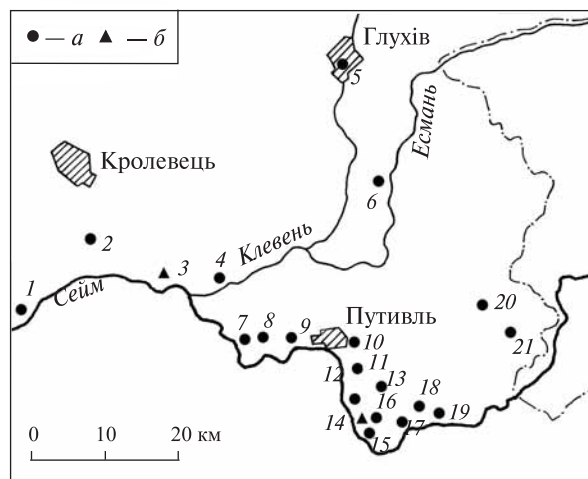 — а — б
Глухів
5
Есмань
Кролевець
6
2
Клевень
3 4
1
Сейм
20
7 8 9 Путивль
10 21
11
12 13
18
16 19
14 17
0 20 км 15